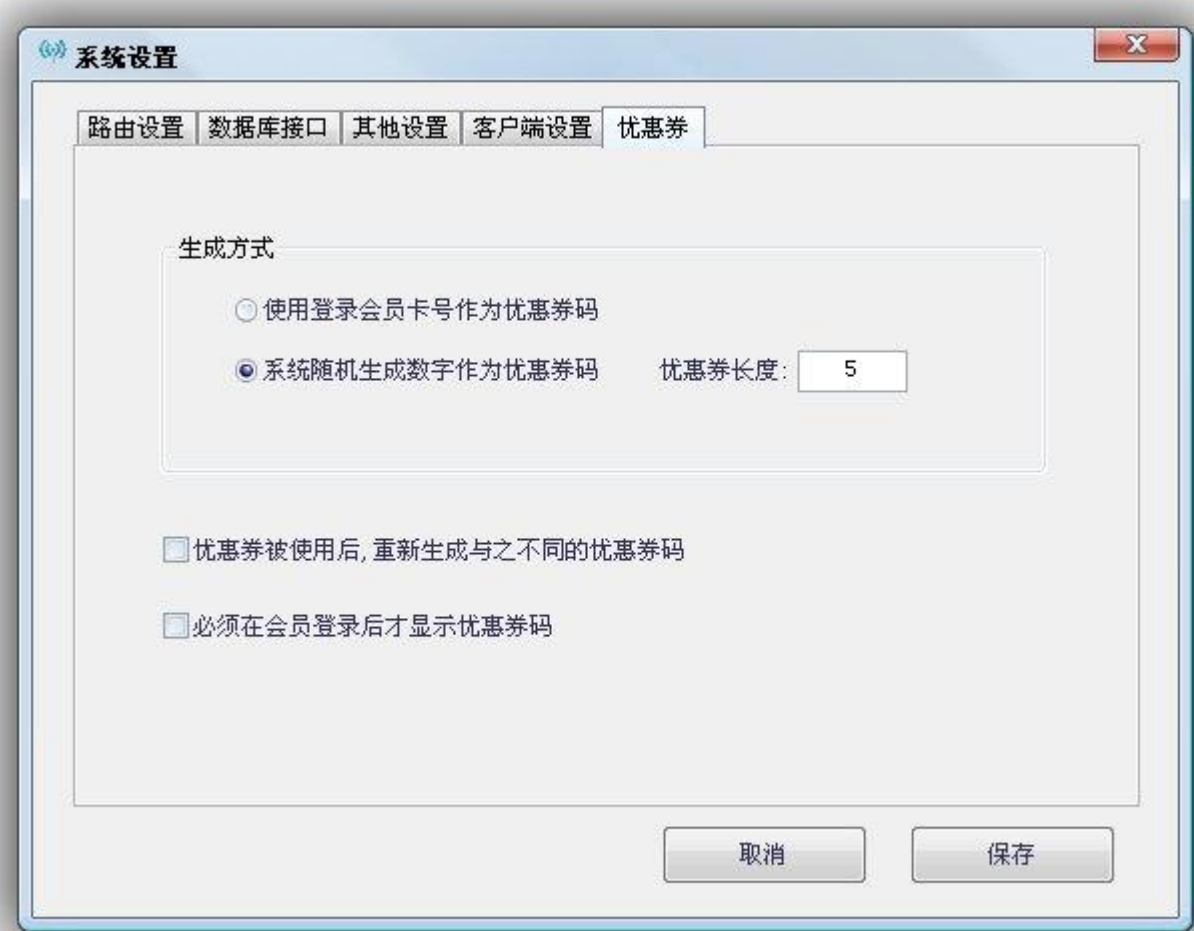 系统设置
路由设置 数据库接口 其他设置 客户端设置 优惠券
生成方式
使用登录会员卡号作为优惠券码
系统随机生成数字作为优惠券码 优惠券长度: 5
优惠券被使用后, 重新生成与之不同的优惠券码
必须在会员登录后才显示优惠券码
取消 保存